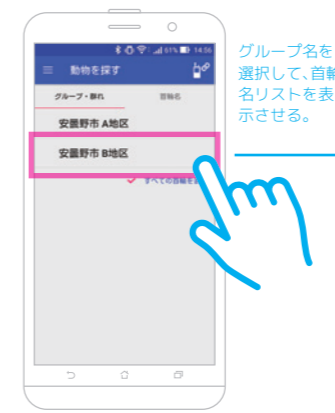 61% 14:56
動物を探す
グループ・群れ 首輪名
安曇野市 A地区
安曇野市 B地区
すべての首輪を
グループ名を
選択して、首輪
名リストを表
示させる。